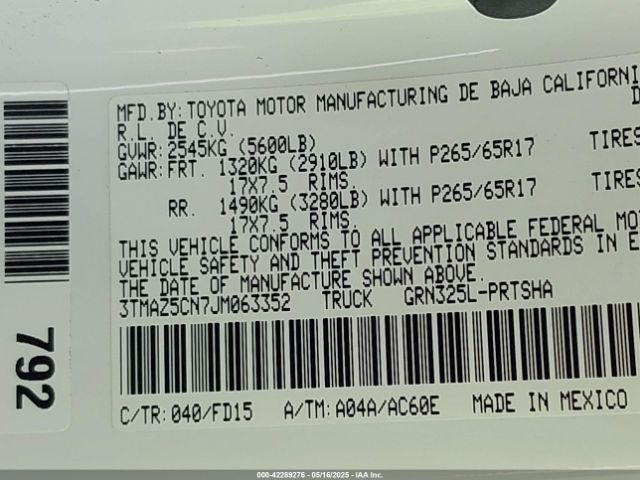 MFD.BY:TOYOTA MOTOR MANUFACTURING DE BAJA CALIFORNI
R.L. DE C.V.
GVWR:2545KG (5600LB)
GAWR:FRT. 1320KG (2910LB) WITH P265/65R17 TIRES
17X7.5 RIMS.
RR. 1490KG (3280LB) WITH P265/65R17 TIRES
17X7.5 RIMS.
THIS VEHICLE CONFORMS TO ALL APPLICABLE FEDERAL MO
VEHICLE SAFETY AND THEFT PREVENTION STANDARDS IN E
THE DATE OF MANUFACTURE SHOWN ABOVE.
3TMAZ5CN7JM063352 TRUCK GRN325L-PRTSHA
C/TR:040/FD15 A/TM:A04A/AC60E MADE IN MEXICO
792
000-42289276 - 05/16/2025 - IAA Inc.